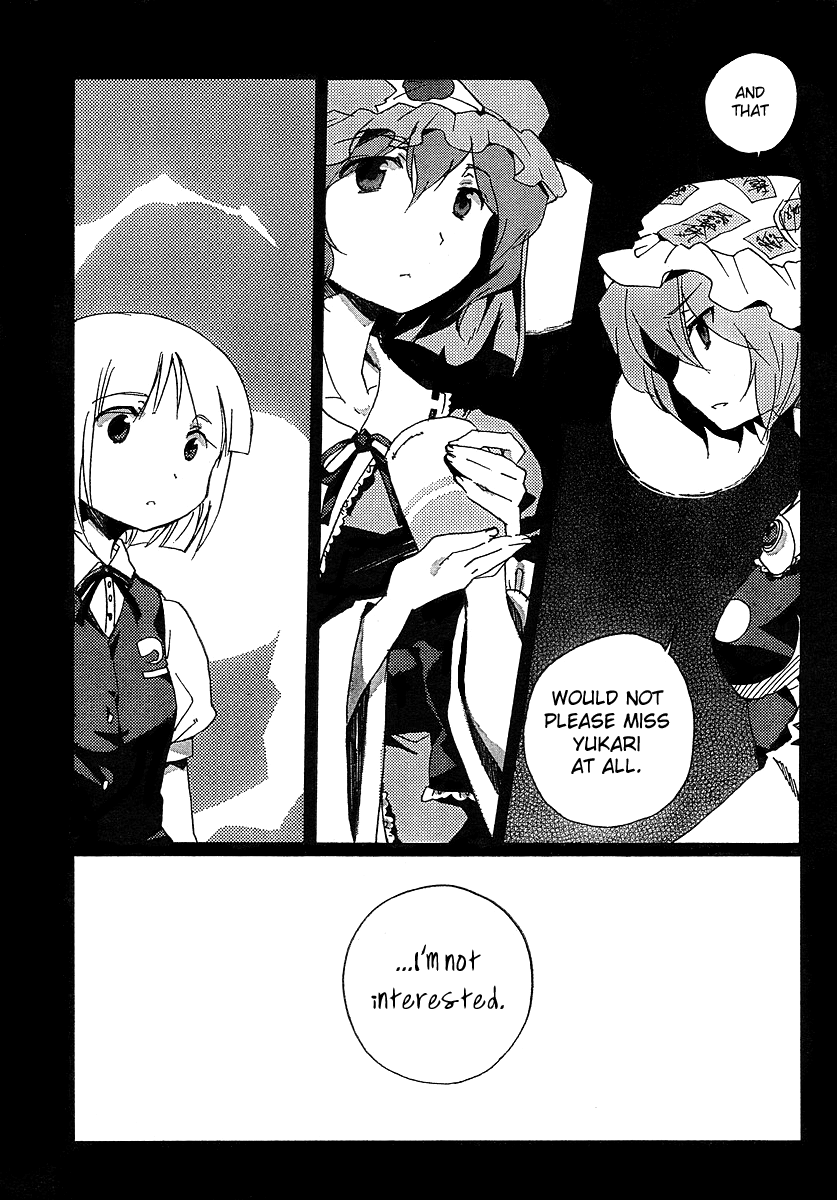 AND
THAT
WOULD NOT
PLEASE MISS
YUKARI
AT ALL.
...I'm not
interested.